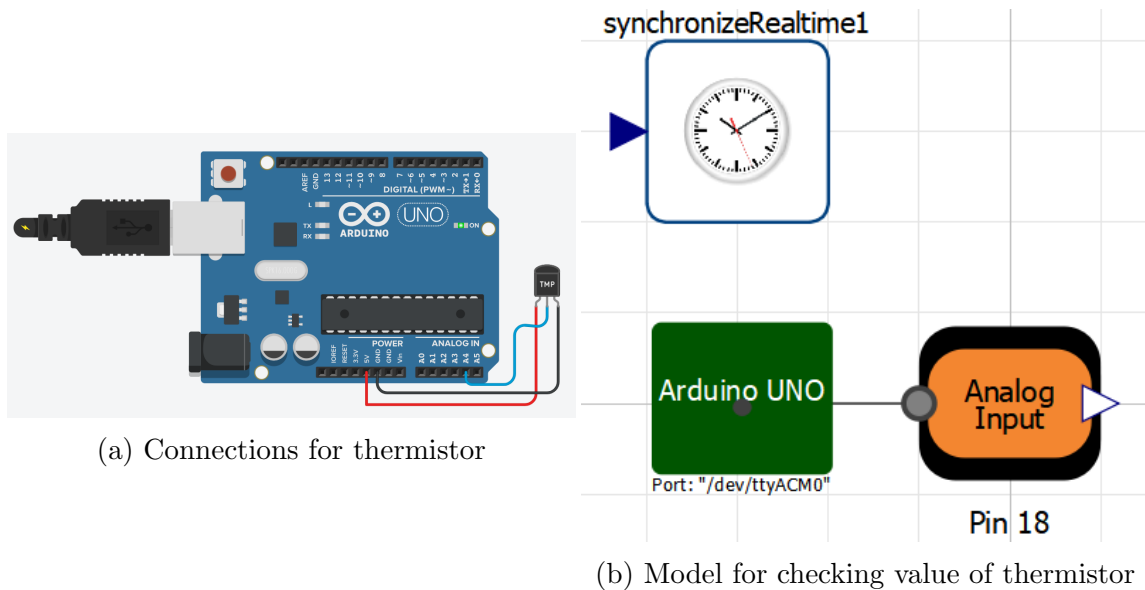 synchronizeRealtime1
AREF
GND
13
12
~11
~10
~9
8
7
~6
~5
4
~3
2
TX→1
RX←0
DIGITAL (PWM~)
L
TX
RX
ARDUINO
UNO
ON
TMP
POWER
ANALOG IN
IOREF
RESET
3.3V
5V
GND
GND
Vin
A0
A1
A2
A3
A4
A5
(a) Connections for thermistor
Arduino UNO
Port: "/dev/ttyACM0"
Analog
Input
Pin 18
(b) Model for checking value of thermistor